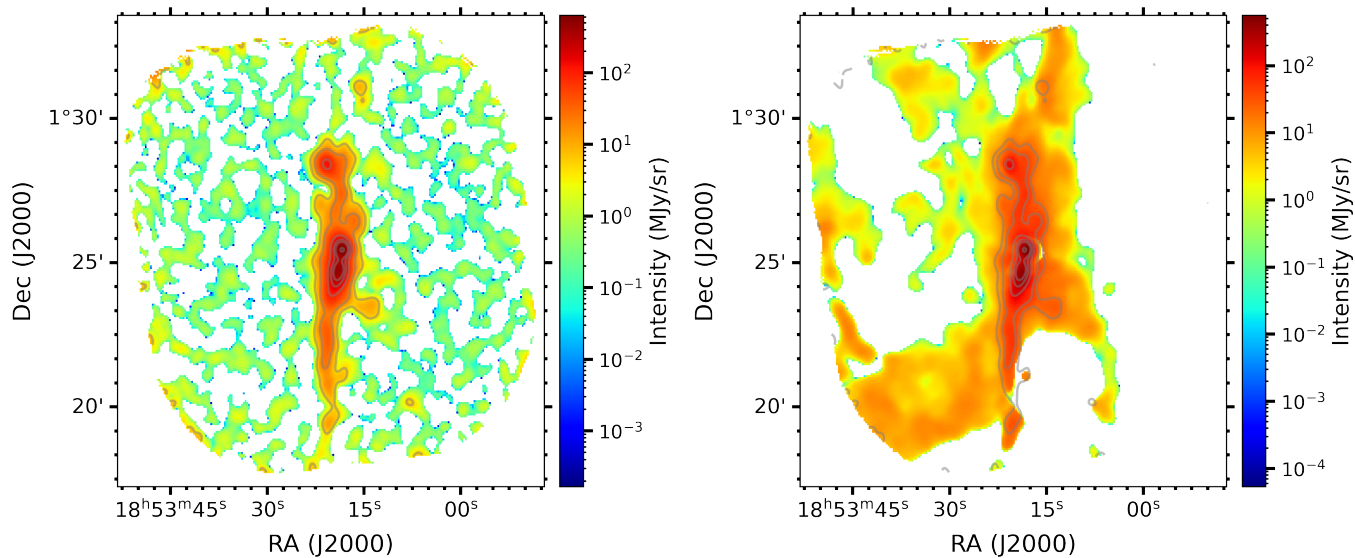 10²
10¹
10⁰
10⁻¹
10⁻²
10⁻³
Intensity (MJy/sr)
1°30'
25'
20'
Dec (J2000)
18ʰ53ᵐ45ˢ
30ˢ
15ˢ
00ˢ
RA (J2000)
10²
10¹
10⁰
10⁻¹
10⁻²
10⁻³
10⁻⁴
Intensity (MJy/sr)
1°30'
25'
20'
Dec (J2000)
18ʰ53ᵐ45ˢ
30ˢ
15ˢ
00ˢ
RA (J2000)